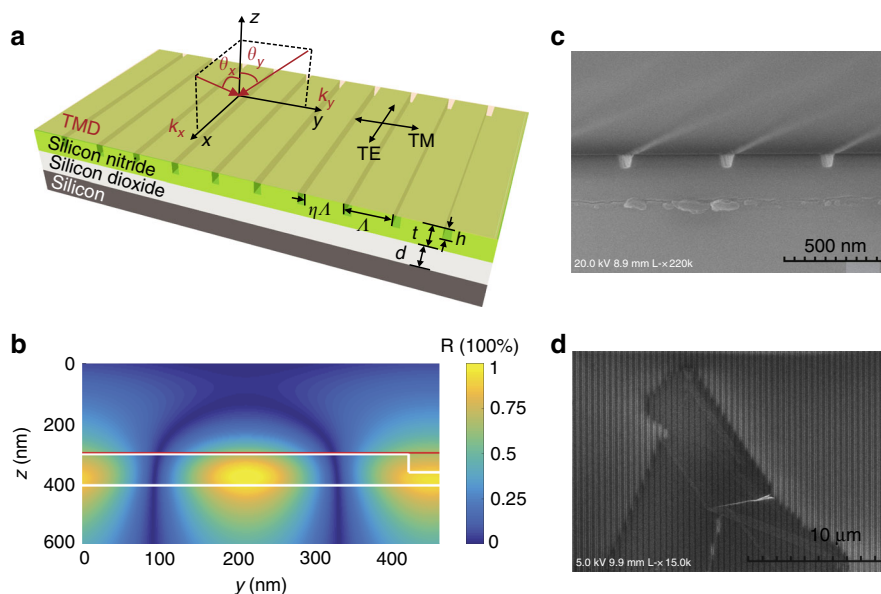 a
z
θx
θy
kx
ky
x
y
TM
TE
TMD
Silicon nitride
Silicon dioxide
Silicon
ηΛ
Λ
t
h
d
c
20.0 kV 8.9 mm L-×220k
500 nm
b
R (100%)
0
200
400
600
z (nm)
0
100
200
300
400
y (nm)
1
0.75
0.5
0.25
0
d
5.0 kV 9.9 mm L-×15.0k
10 μm